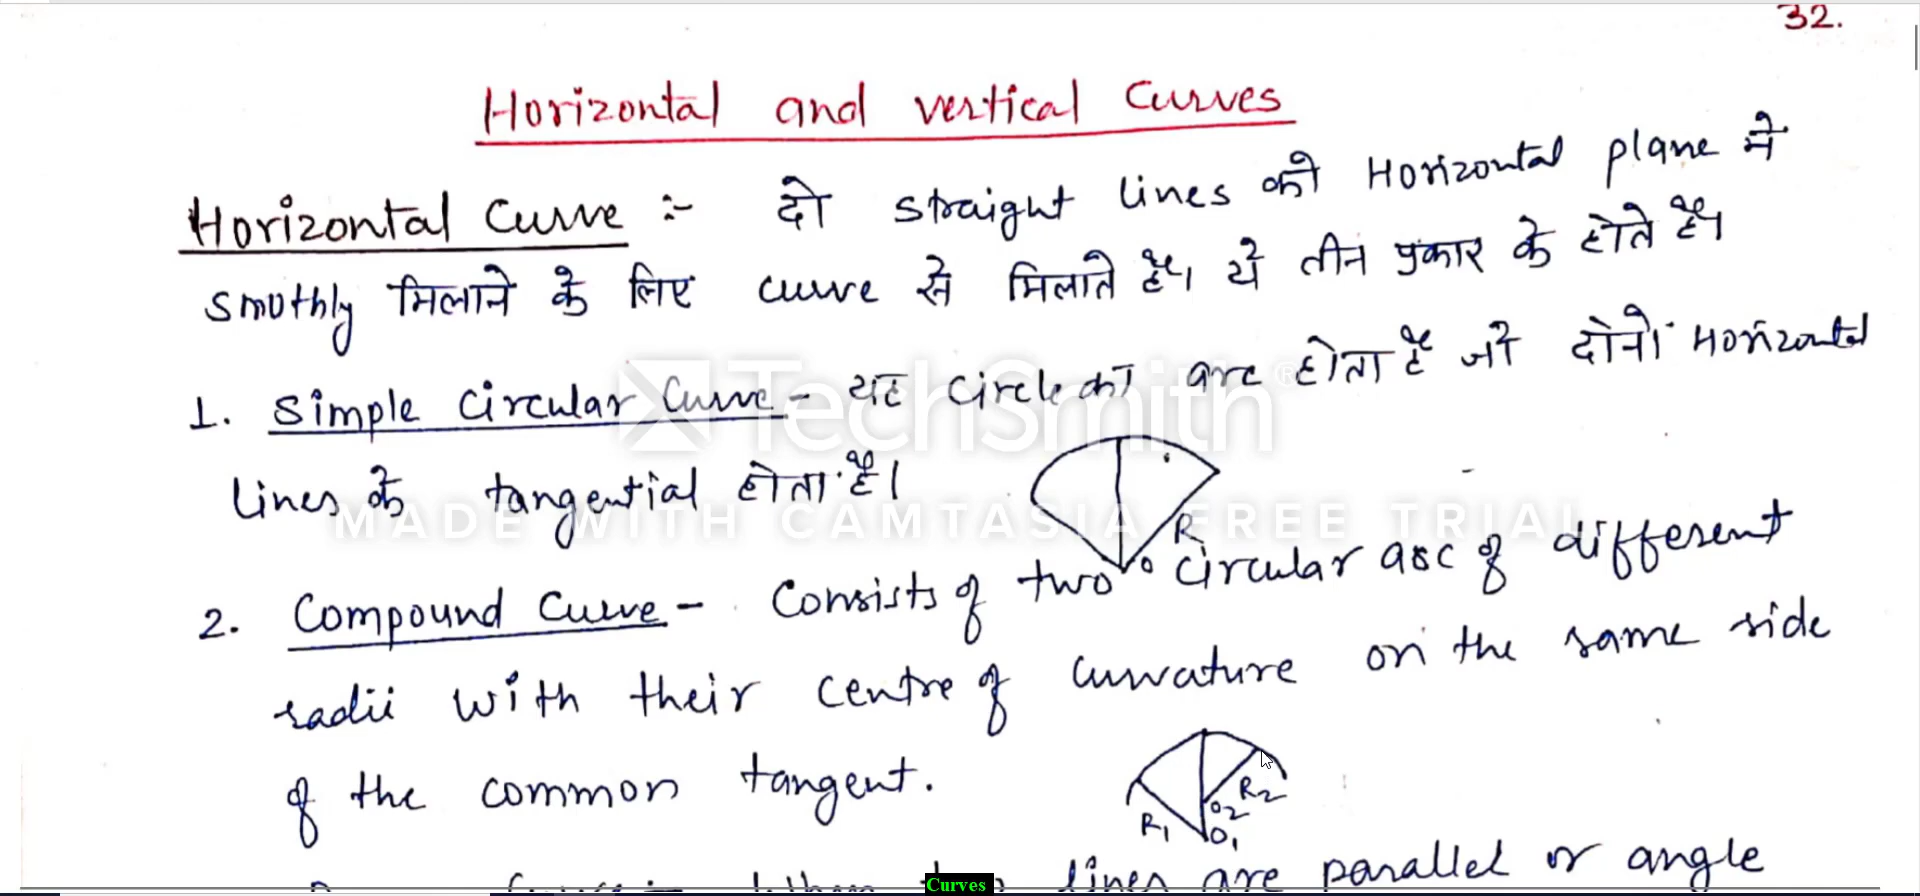 32.
Horizontal and vertical Curves
Horizontal Curve :- दो straight lines को Horizontal plane में
smothly मिलाने के लिए curve से मिलाते हैं। ये तीन प्रकार के होते हैं।
1. Simple Circular Curve - यह circle का arc होता है जो दोनों Horizontal
lines के tangential होता है।
R
O
2. Compound Curve - Consists of two circular arc of different
radii with their centre of curvature on the same side
of the common tangent.
R1 O2 R2
O1
lines are parallel or angle
TechSmith®
MADE WITH CAMTASIA FREE TRIAL
Curves